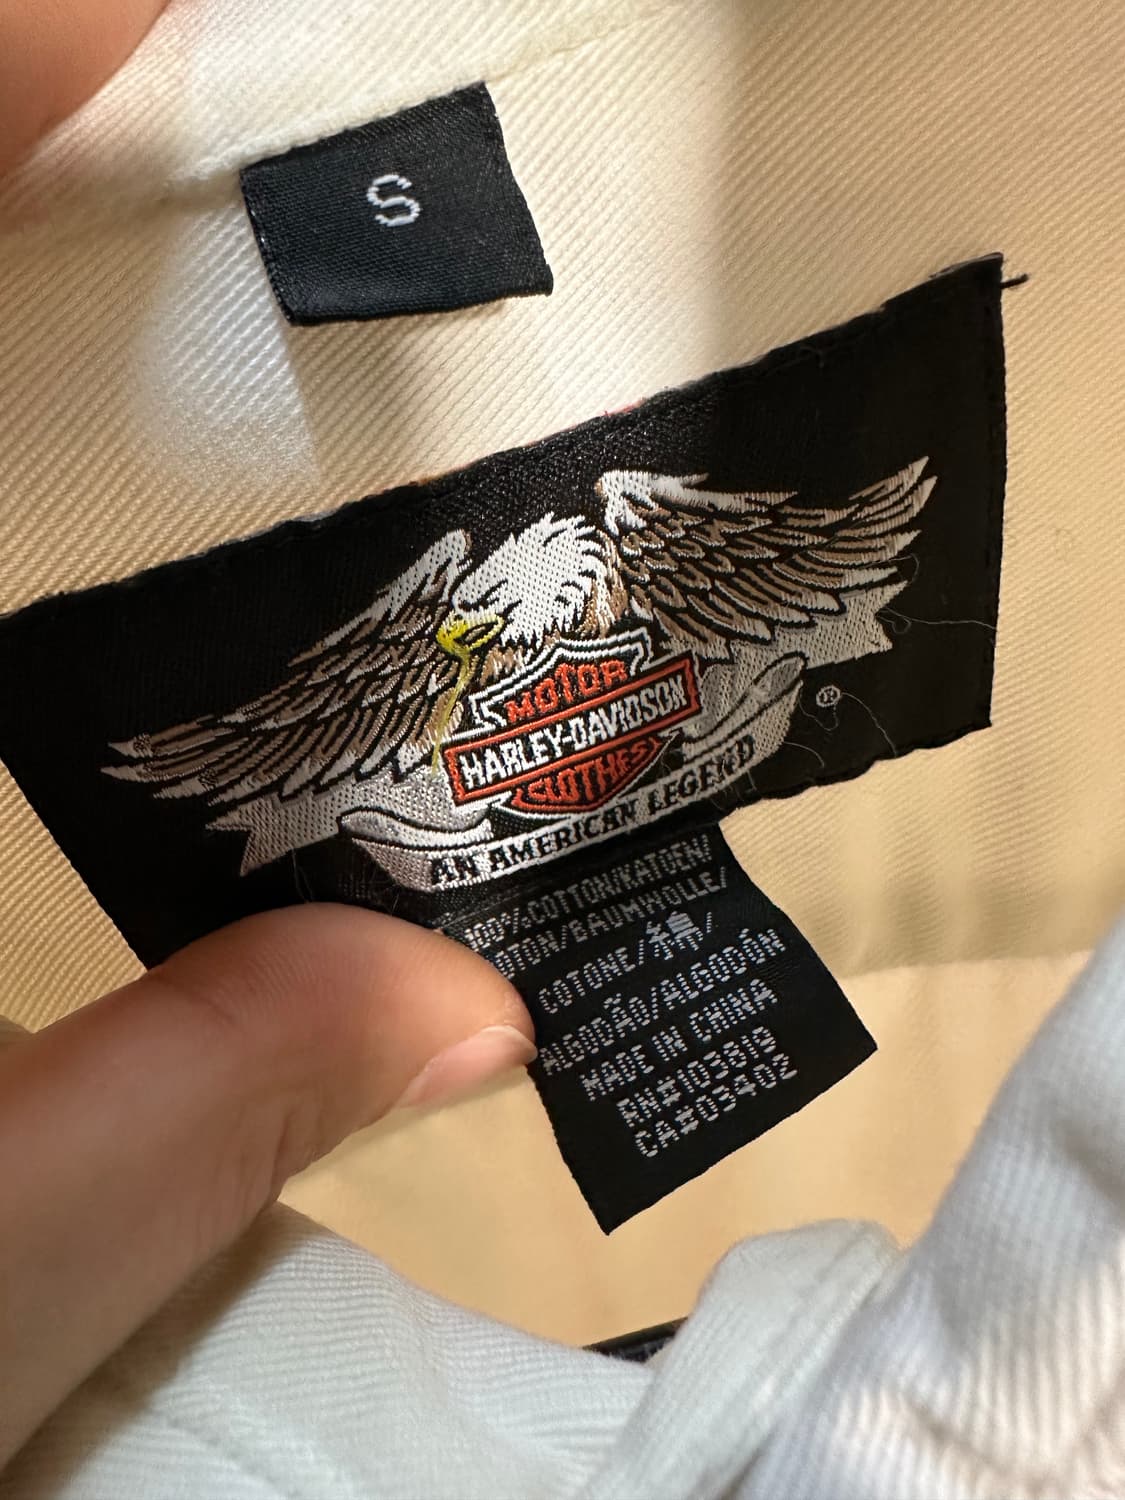 S
MOTOR
HARLEY-DAVIDSON
CLOTHES
®
AN AMERICAN LEGEND
100%COTTON/KATOEN/
COTON/BAUMWOLLE/
COTONE/棉/
ALGODÃO/ALGODÓN
MADE IN CHINA
RN#103819
CA#03402